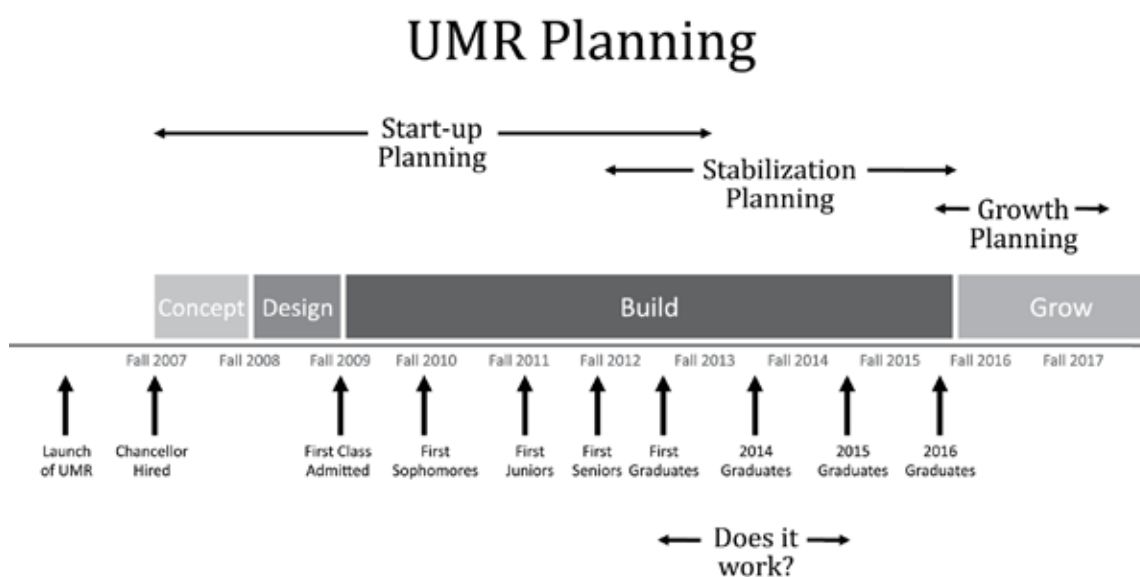 UMR Planning
Start-up
Planning
Stabilization
Planning
Growth
Planning
Concept
Design
Build
Grow
Fall 2007
Fall 2008
Fall 2009
Fall 2010
Fall 2011
Fall 2012
Fall 2013
Fall 2014
Fall 2015
Fall 2016
Fall 2017
Launch
of UMR
Chancellor
Hired
First Class
Admitted
First
Sophomores
First
Juniors
First
Seniors
First
Graduates
2014
Graduates
2015
Graduates
2016
Graduates
Does it
work?